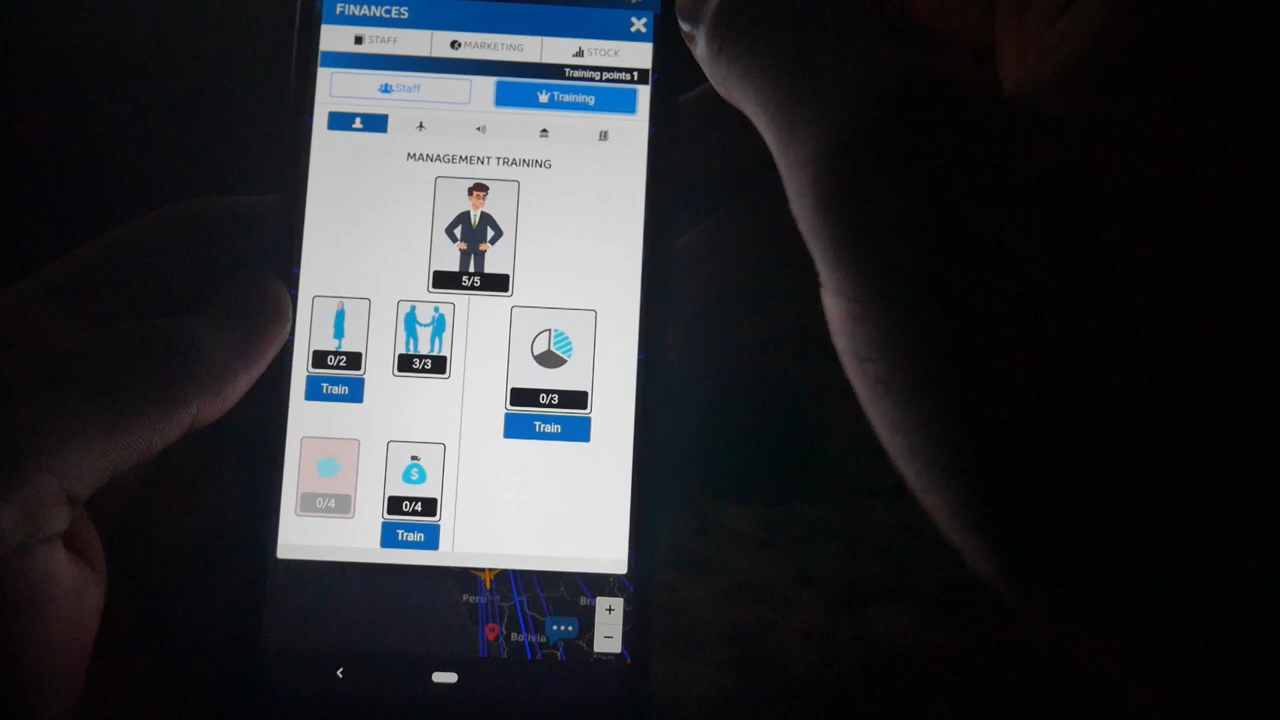 FINANCES
STAFF
MARKETING
STOCK
Training points 1
Staff
Training
MANAGEMENT TRAINING
5/5
0/2
3/3
0/3
Train
Train
0/4
$
0/4
Train
Peru
Bolivia
+
−